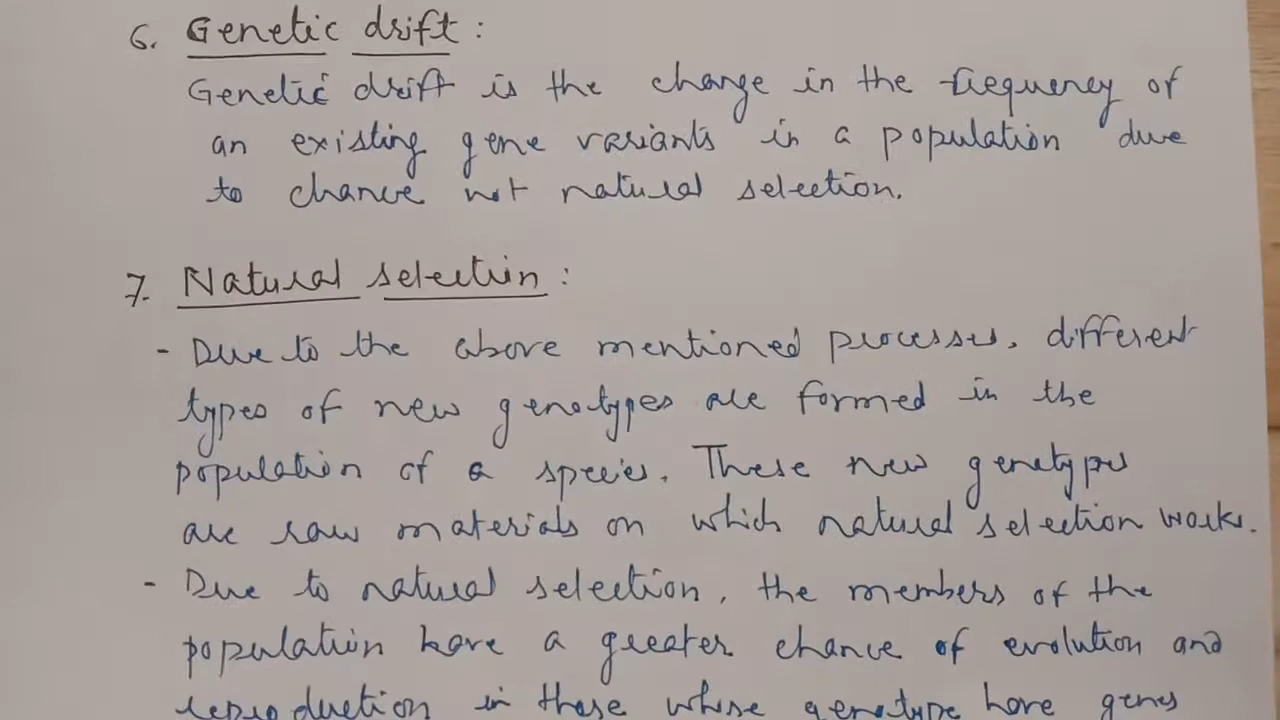 6. Genetic drift :
Genetic drift is the change in the frequency of
an existing gene variants in a population due
to chance not natural selection.
7. Natural selection :
- Due to the above mentioned processes, different
types of new genotypes are formed in the
population of a species. These new genotypes
are raw materials on which natural selection works.
- Due to natural selection, the members of the
population have a greater chance of evolution and
reproduction in those whose genotype have genes